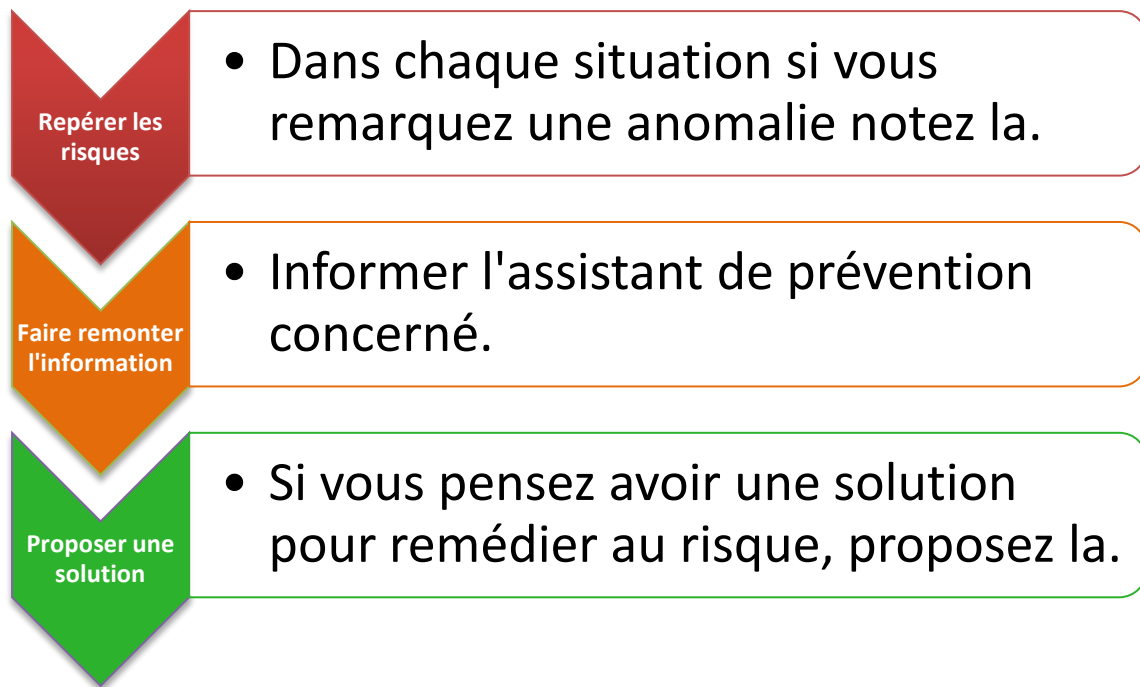 Repérer les
risques
• Dans chaque situation si vous
remarquez une anomalie notez la.
Faire remonter
l'information
• Informer l'assistant de prévention
concerné.
Proposer une
solution
• Si vous pensez avoir une solution
pour remédier au risque, proposez la.